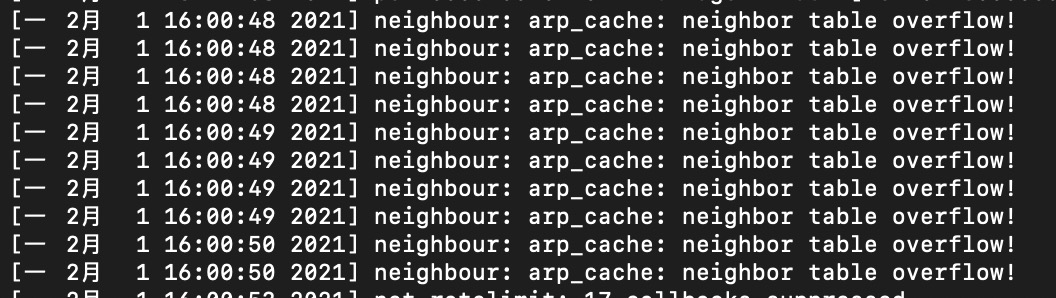 [一  2月   1 16:00:48 2021] neighbour: arp_cache: neighbor table overflow!
[一  2月   1 16:00:48 2021] neighbour: arp_cache: neighbor table overflow!
[一  2月   1 16:00:48 2021] neighbour: arp_cache: neighbor table overflow!
[一  2月   1 16:00:48 2021] neighbour: arp_cache: neighbor table overflow!
[一  2月   1 16:00:49 2021] neighbour: arp_cache: neighbor table overflow!
[一  2月   1 16:00:49 2021] neighbour: arp_cache: neighbor table overflow!
[一  2月   1 16:00:49 2021] neighbour: arp_cache: neighbor table overflow!
[一  2月   1 16:00:49 2021] neighbour: arp_cache: neighbor table overflow!
[一  2月   1 16:00:50 2021] neighbour: arp_cache: neighbor table overflow!
[一  2月   1 16:00:50 2021] neighbour: arp_cache: neighbor table overflow!